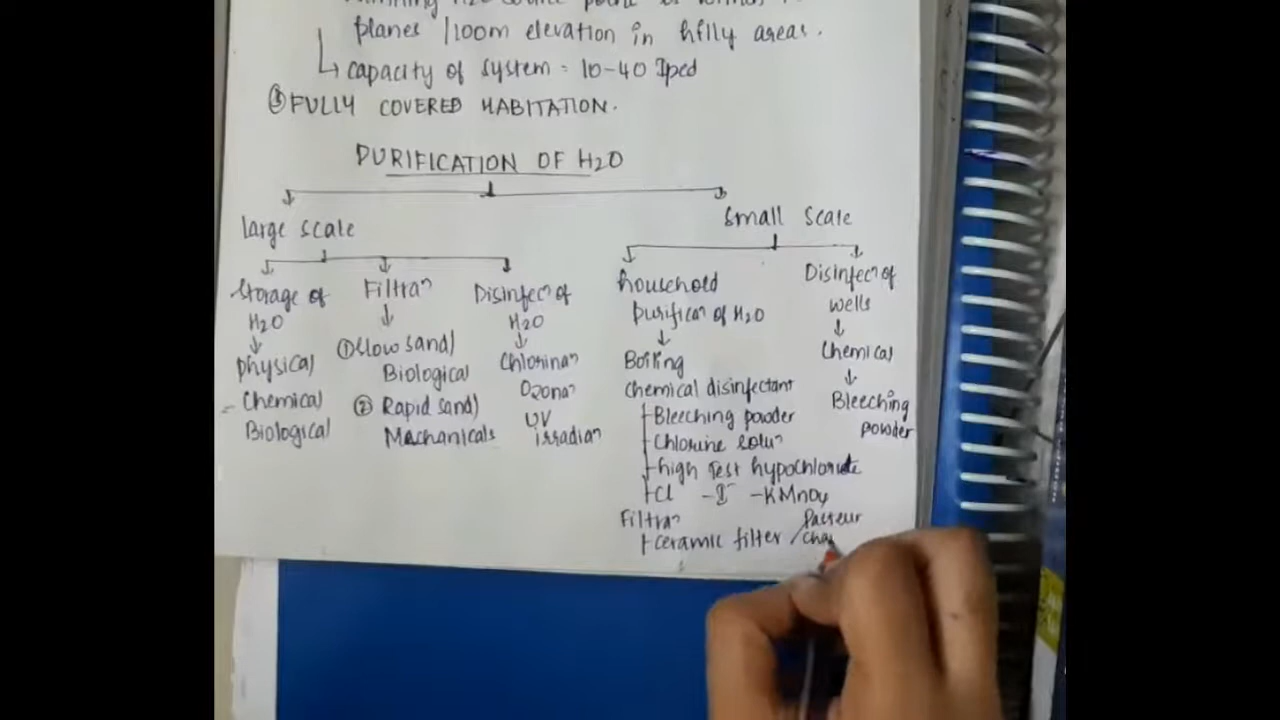 planes /100m elevation in hilly areas.
capacity of system = 10-40 lpcd
③ FULLY COVERED HABITATION.
PURIFICATION OF H2O
large scale
Storage of H2O
Physical
- Chemical
Biological
Filtraⁿ
① Slow sand)
Biological
② Rapid sand)
Mechanicals
Disinfecⁿ of
H2O
Chlorinaⁿ
Ozonaⁿ
UV
irradiaⁿ
Small scale
household
purificaⁿ of H2O
Boiling
chemical disinfectant
Bleeching powder
Chlorine soluⁿ
high Test hypochlorite
Cl - I⁻ - KMnO4
Filtraⁿ
ceramic filter / Pasteur
Cha
Disinfecⁿ of
wells
Chemical
Bleeching
powder